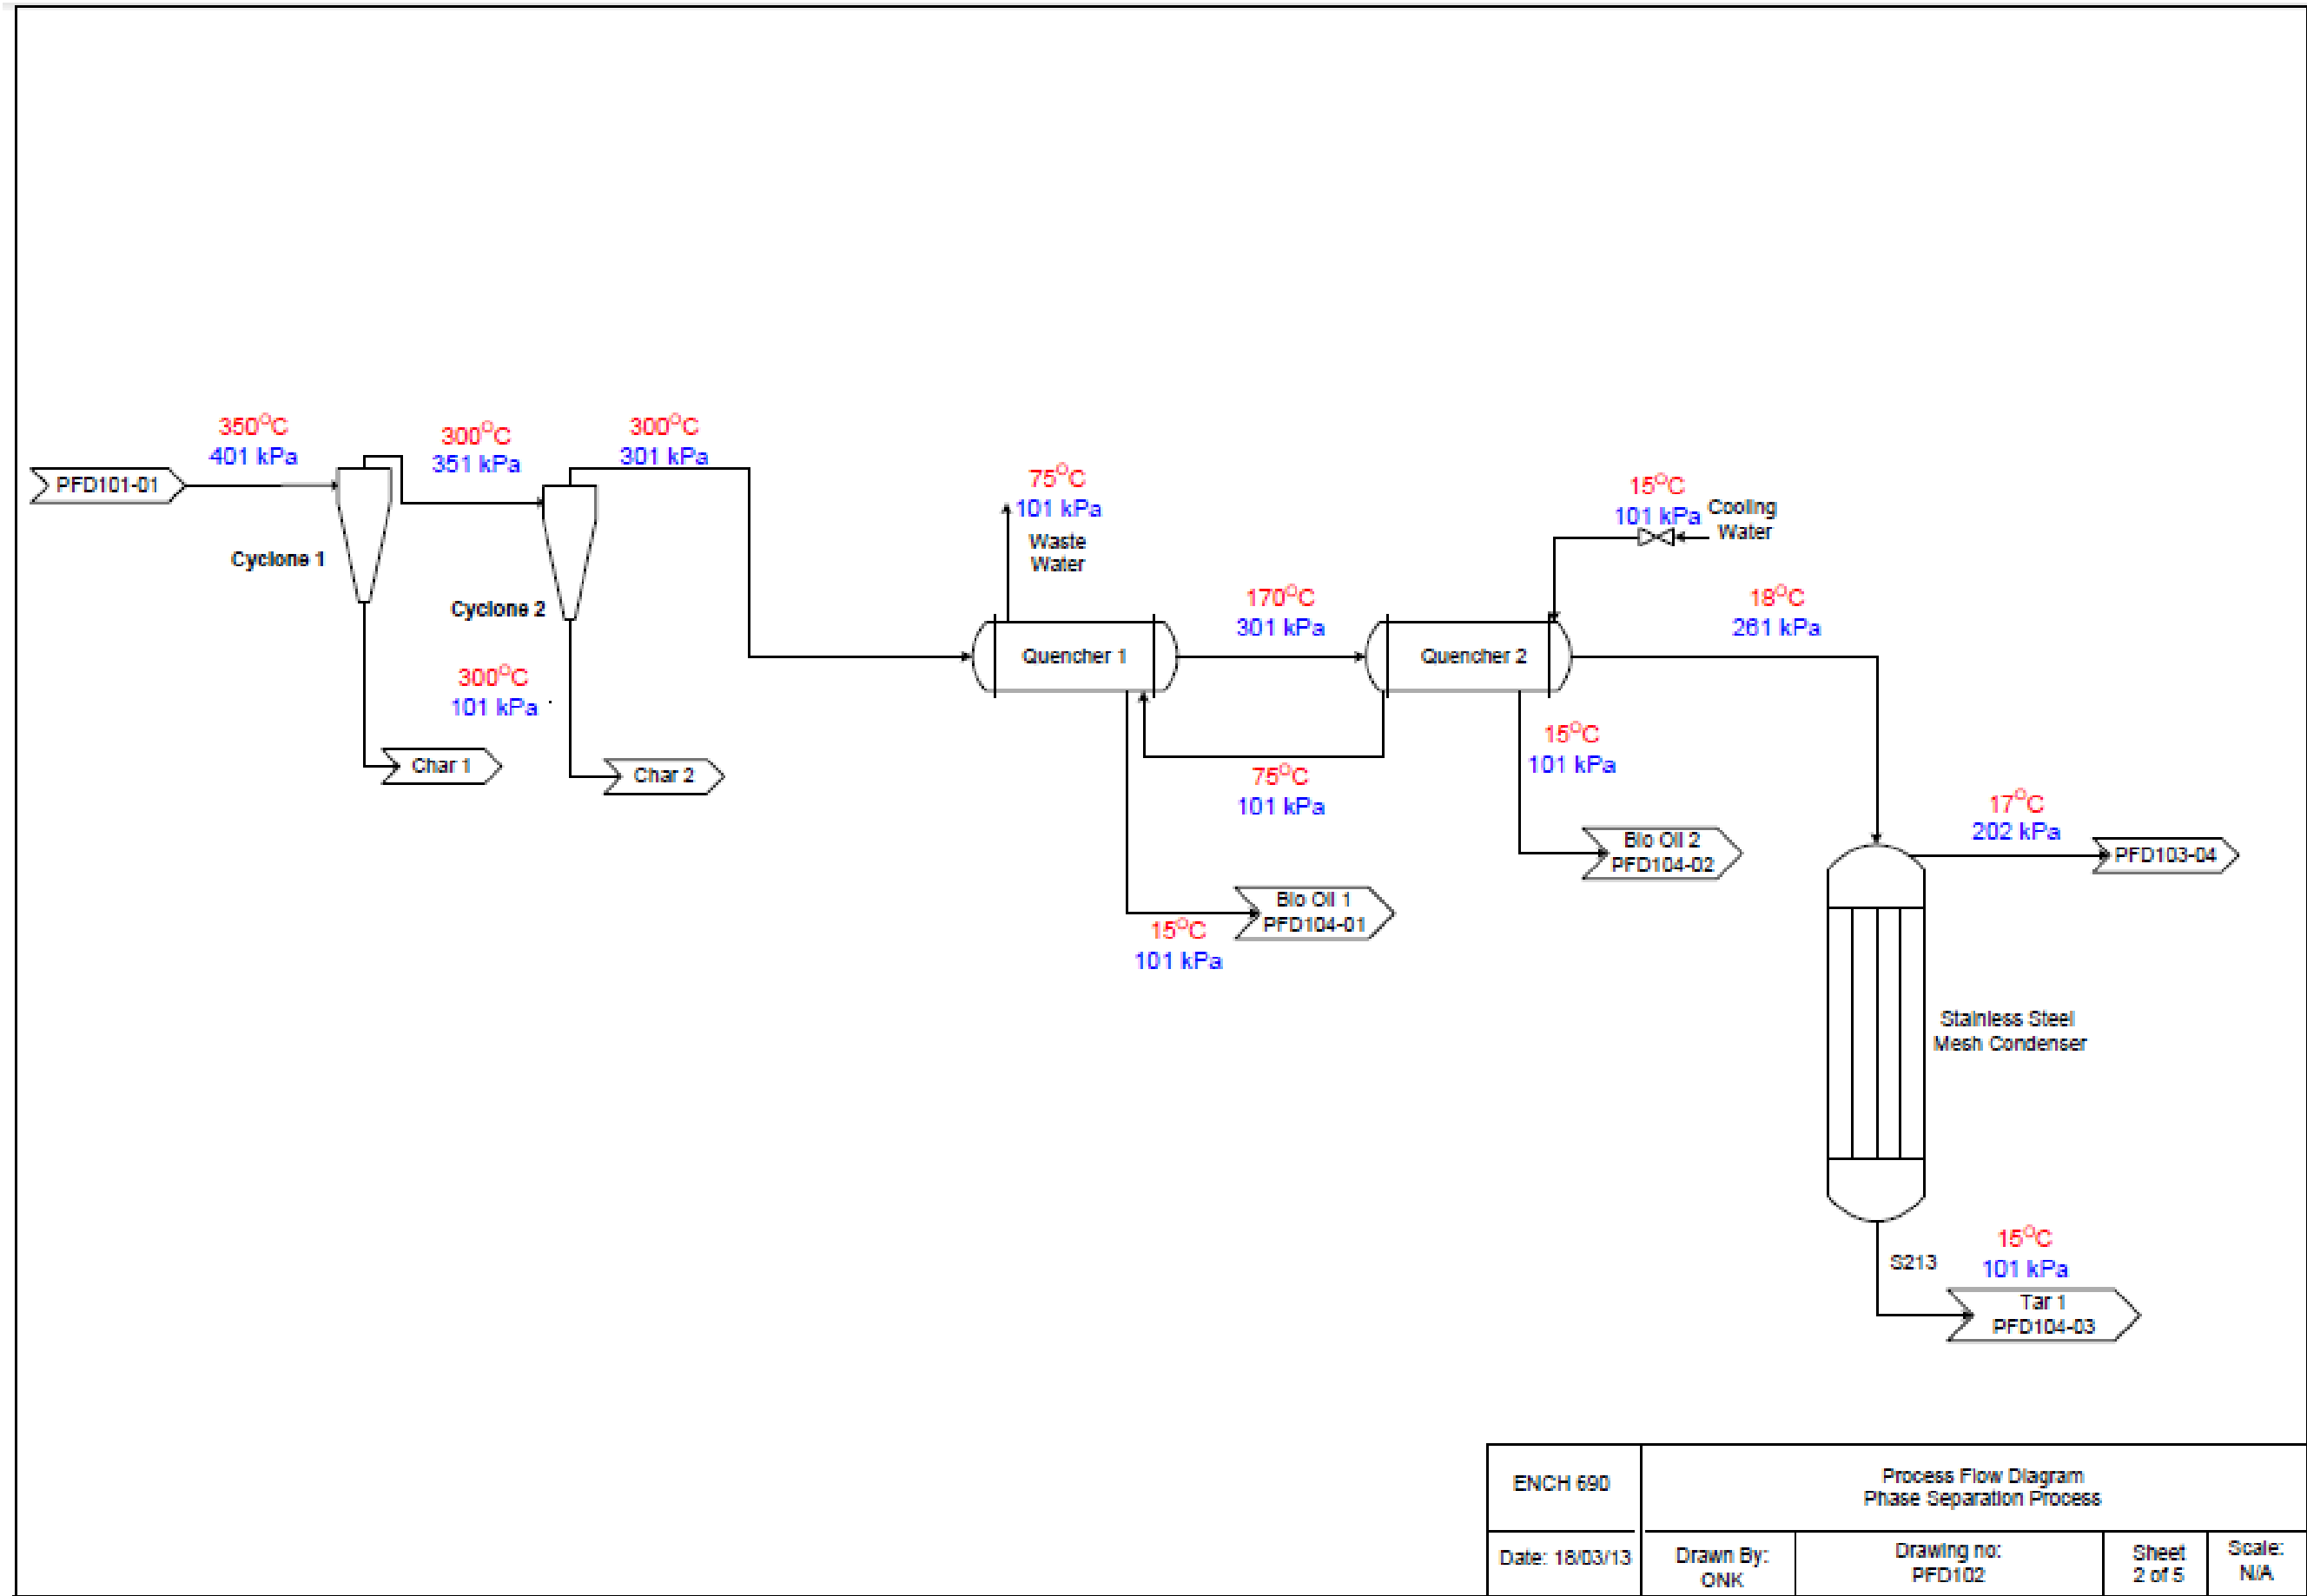 350°C
401 kPa
300°C
351 kPa
300°C
301 kPa
PFD101-01
Cyclone 1
Cyclone 2
300°C
101 kPa
Char 1
Char 2
75°C
101 kPa
Waste
Water
15°C
101 kPa
Cooling
Water
Quencher 1
170°C
301 kPa
Quencher 2
18°C
261 kPa
75°C
101 kPa
15°C
101 kPa
Bio Oil 2
PFD104-02
Bio Oil 1
PFD104-01
15°C
101 kPa
17°C
202 kPa
PFD103-04
Stainless Steel
Mesh Condenser
S213
15°C
101 kPa
Tar 1
PFD104-03
ENCH 690
Process Flow Diagram
Phase Separation Process
Date: 18/03/13
Drawn By:
ONK
Drawing no:
PFD102
Sheet
2 of 5
Scale:
N/A